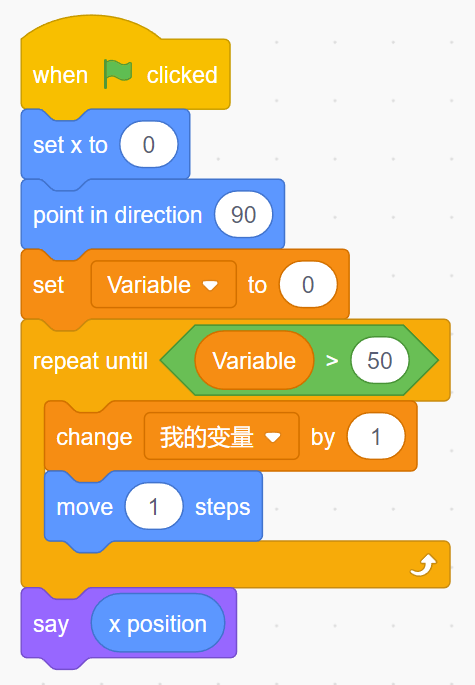 when clicked
set x to 0
point in direction 90
set Variable to 0
repeat until Variable > 50
change 我的变量 by 1
move 1 steps
say x position